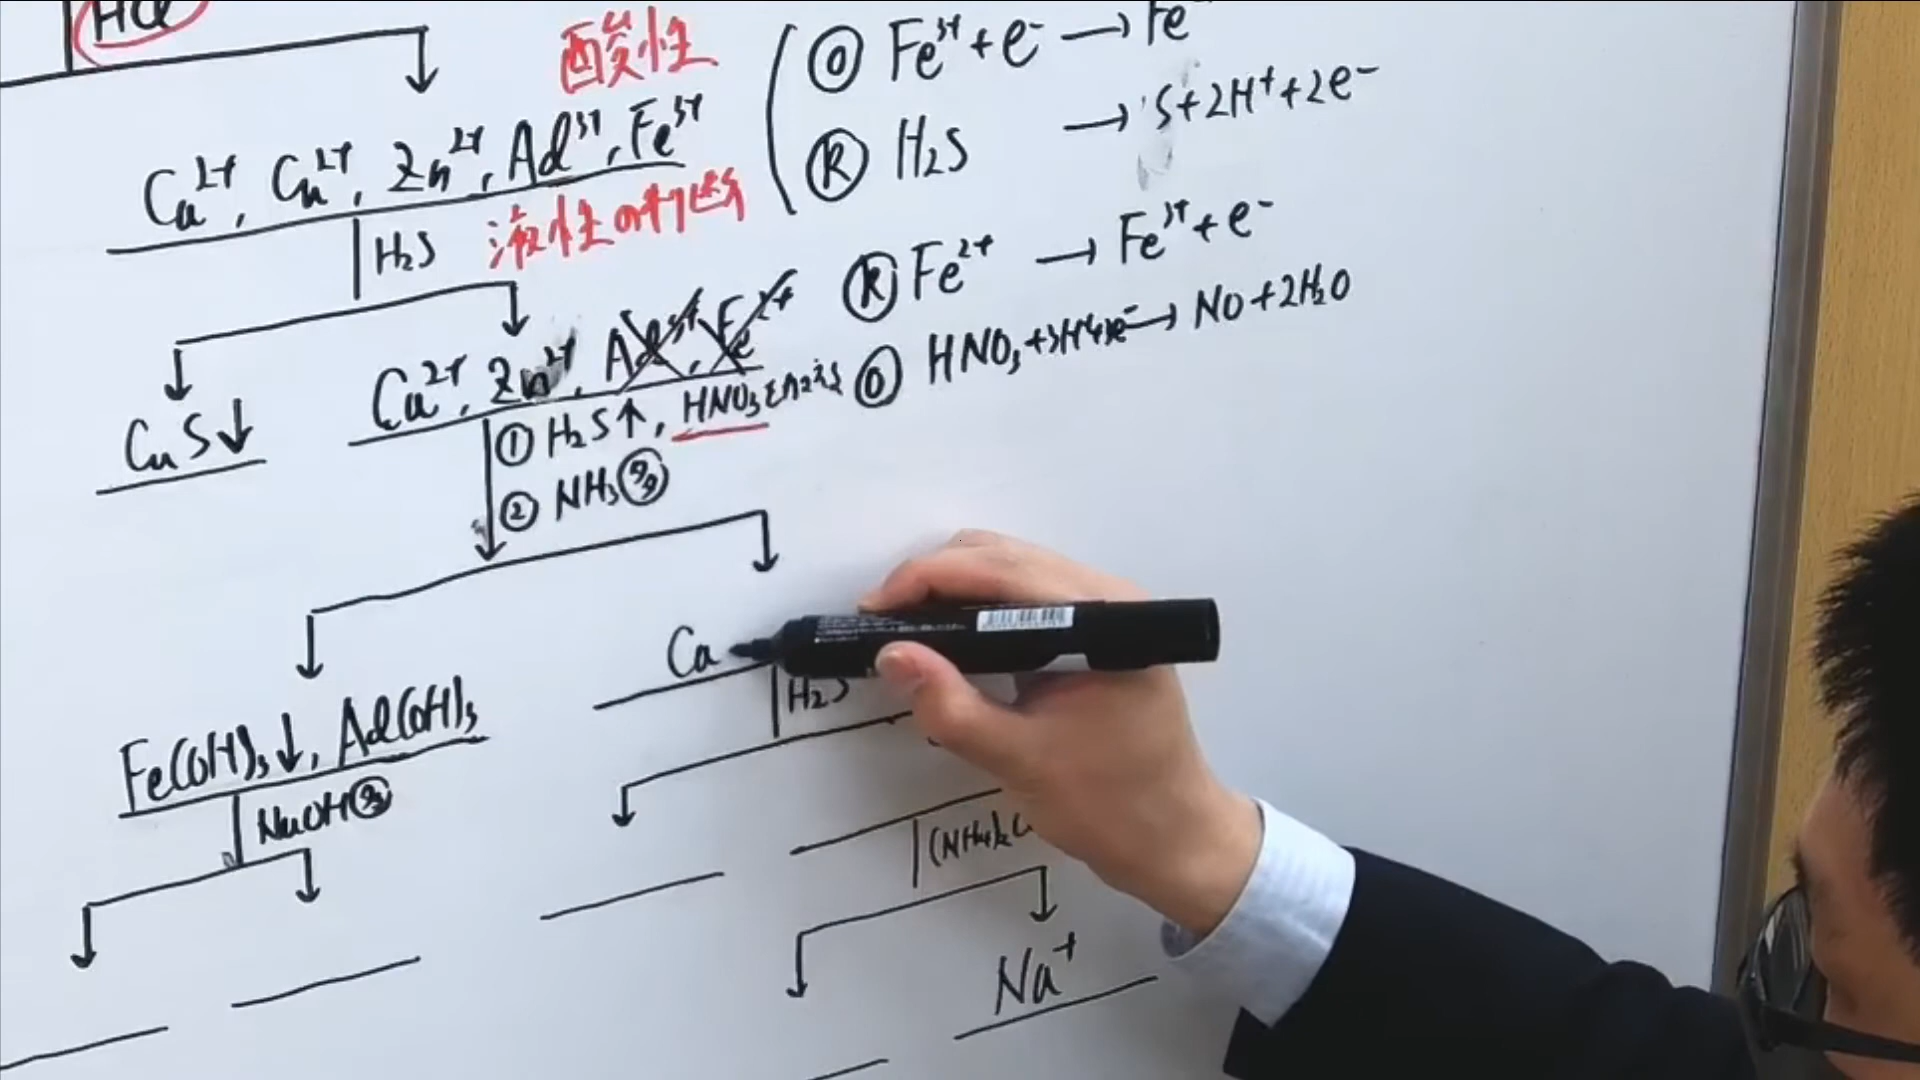 HCl
酸性
Ca²⁺, Cu²⁺, Zn²⁺, Al³⁺, Fe³⁺
H₂S 液性の判断
Ⓞ Fe³⁺ + e⁻ → Fe
Ⓡ H₂S → S + 2H⁺ + 2e⁻
CuS↓
Ca²⁺, Zn²⁺, Al³⁺, Fe²⁺
① H₂S↑, HNO₃
② NH₃
Ⓡ Fe²⁺ → Fe³⁺ + e⁻
Ⓞ HNO₃ + 3H⁺ + 3e⁻ → NO + 2H₂O
Fe(OH)₃↓, Al(OH)₃
NaOH
Ca
H₂S
(NH₄)₂C
Na⁺